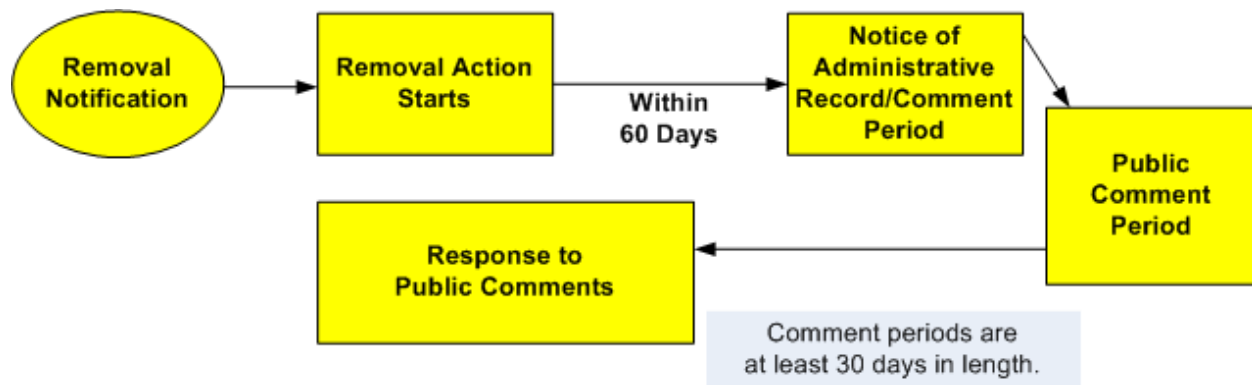 Removal
Notification
Removal Action
Starts
Within
60 Days
Notice of
Administrative
Record/Comment
Period
Public
Comment
Period
Response to
Public Comments
Comment periods are
at least 30 days in length.